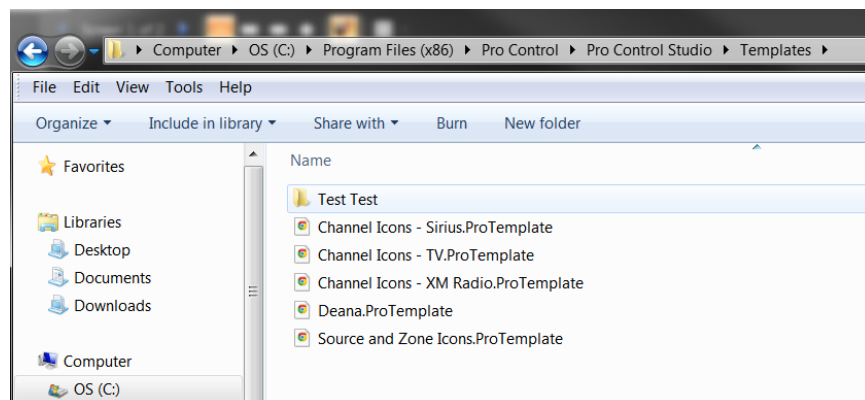 Computer ▸ OS (C:) ▸ Program Files (x86) ▸ Pro Control ▸ Pro Control Studio ▸ Templates ▸
File Edit View Tools Help
Organize Include in library Share with Burn New folder
Favorites
Libraries
Desktop
Documents
Downloads
Computer
OS (C:)
Name
Test Test
Channel Icons - Sirius.ProTemplate
Channel Icons - TV.ProTemplate
Channel Icons - XM Radio.ProTemplate
Deana.ProTemplate
Source and Zone Icons.ProTemplate